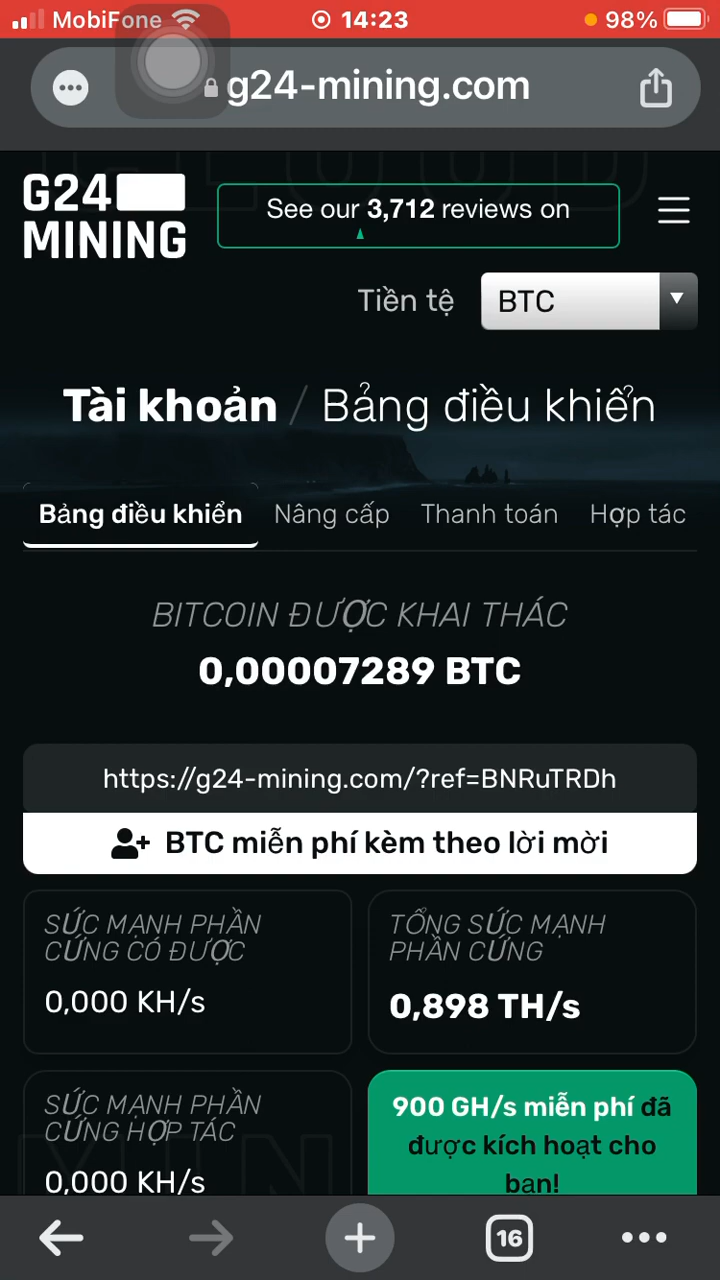 MobiFone 14:23 98%
g24-mining.com
G24
MINING
See our 3,712 reviews on
Tiền tệ BTC
Tài khoản / Bảng điều khiển
Bảng điều khiển Nâng cấp Thanh toán Hợp tác
BITCOIN ĐƯỢC KHAI THÁC
0,00007289 BTC
https://g24-mining.com/?ref=BNRuTRDh
BTC miễn phí kèm theo lời mời
SỨC MẠNH PHẦN
CỨNG CÓ ĐƯỢC
0,000 KH/s
TỔNG SỨC MẠNH
PHẦN CỨNG
0,898 TH/s
SỨC MẠNH PHẦN
CỨNG HỢP TÁC
0,000 KH/s
900 GH/s miễn phí đã
được kích hoạt cho
bạn!
16